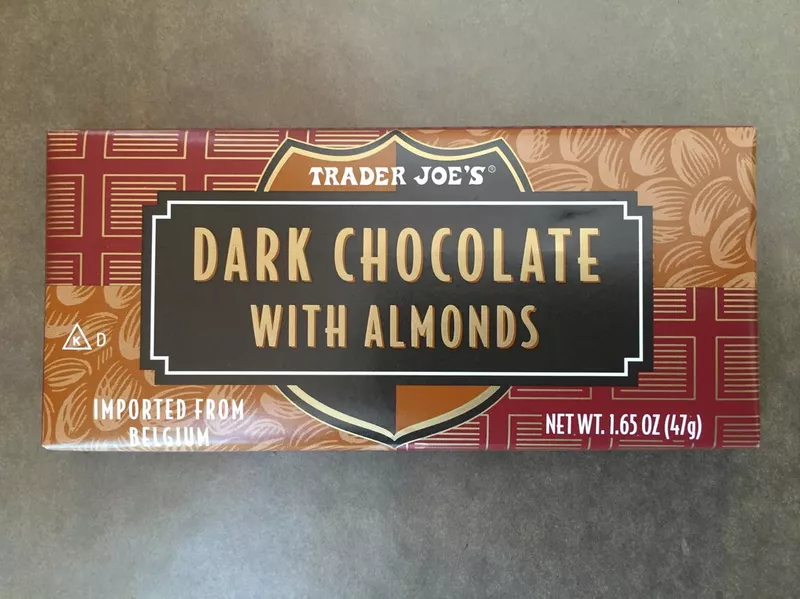 TRADER JOE'S®
DARK CHOCOLATE
WITH ALMONDS
K D
IMPORTED FROM
BELGIUM
NET WT. 1.65 OZ (47g)